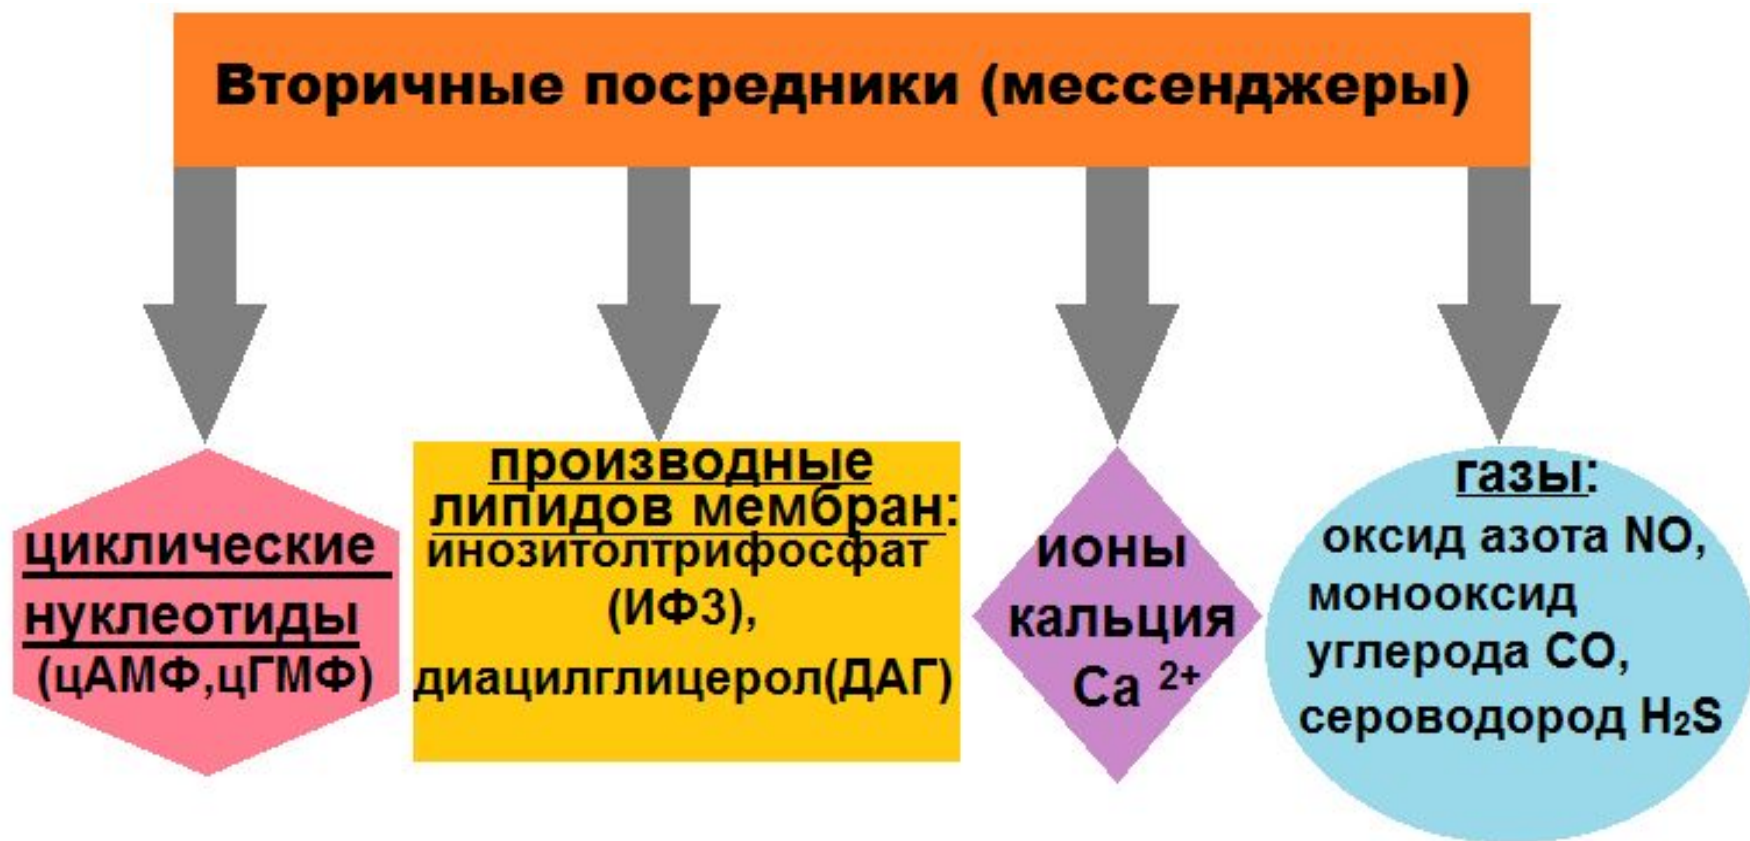 Вторичные посредники (мессенджеры)
циклические
нуклеотиды
(цАМФ,цГМФ)
производные
липидов мембран:
инозитолтрифосфат
(ИФ3),
диацилглицерол(ДАГ)
ионы
кальция
Ca ²⁺
газы:
оксид азота NO,
монооксид
углерода CO,
сероводород H₂S